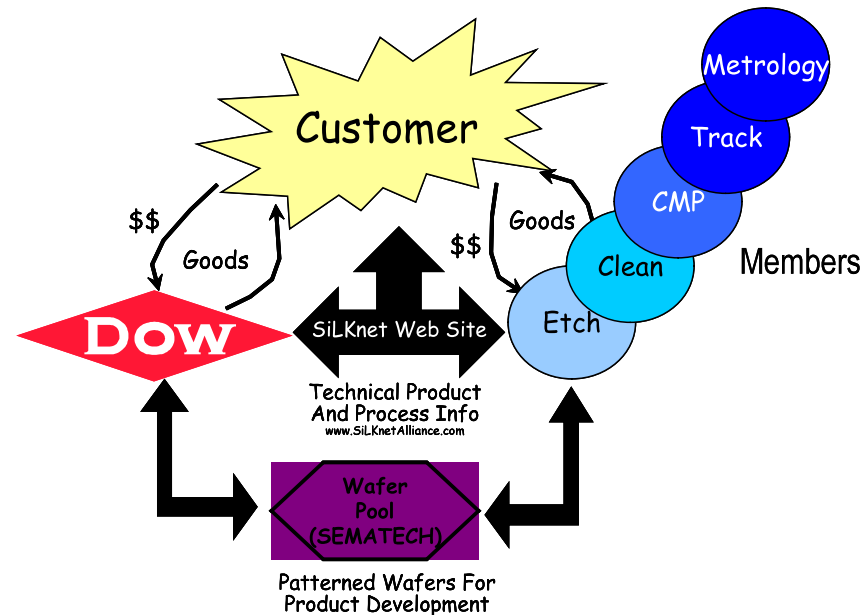 Metrology
Customer
Track
CMP
$$
Goods
$$
Goods
Clean
Members
Etch
Dow
SiLKnet Web Site
Technical Product
And Process Info
www.SiLKnetAlliance.com
Wafer
Pool
(SEMATECH)
Patterned Wafers For
Product Development